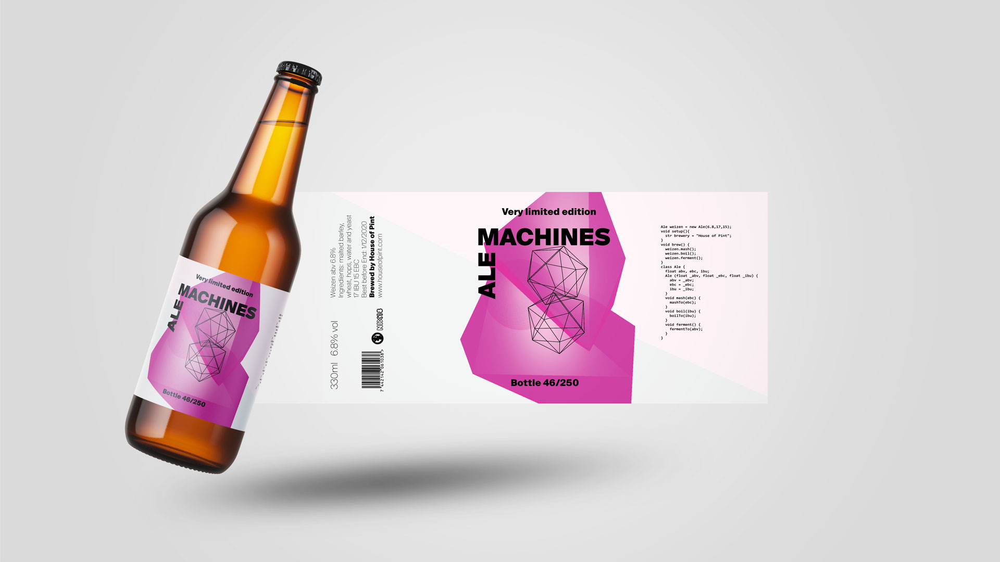 Very limited edition
MACHINES
ALE
Bottle 46/250
Weizen abv 6.8%
Ingredients: malted barley,
wheat, hops, water and yeast
17 IBU 15 EBC
Best before End: 1/12/2020
Brewed by House of Pint
www.houseofpint.com
330ml 6.8% vol
NIX18
7 442142 061038 >
Very limited edition
MACHINES
ALE
Bottle 46/250
Ale weizen = new Ale(6.8,17,15);
void setup(){
  str brewery = "House of Pint";
}
void brew() {
  weizen.mash();
  weizen.boil();
  weizen.ferment();
}
class Ale {
  float abv, ebc, ibu;
  Ale (float _abv, float _ebc, float _ibu) {
    abv = _abv;
    ebc = _ebc;
    ibu = _ibu;
  }
  void mash(ebc) {
    mashTo(ebc);
  }
  void boil(ibu) {
    boilTo(ibu);
  }
  void ferment() {
    fermentTo(abv);
  }
}